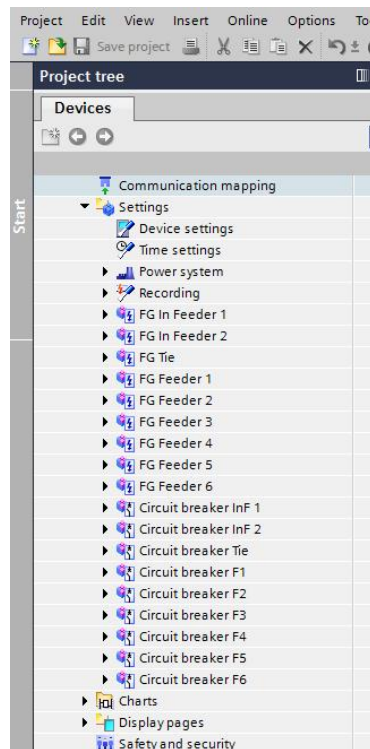 Project Edit View Insert Online Options To
Save project
Project tree
Devices
Start
Communication mapping
Settings
Device settings
Time settings
Power system
Recording
FG In Feeder 1
FG In Feeder 2
FG Tie
FG Feeder 1
FG Feeder 2
FG Feeder 3
FG Feeder 4
FG Feeder 5
FG Feeder 6
Circuit breaker InF 1
Circuit breaker InF 2
Circuit breaker Tie
Circuit breaker F1
Circuit breaker F2
Circuit breaker F3
Circuit breaker F4
Circuit breaker F5
Circuit breaker F6
Charts
Display pages
Safety and security